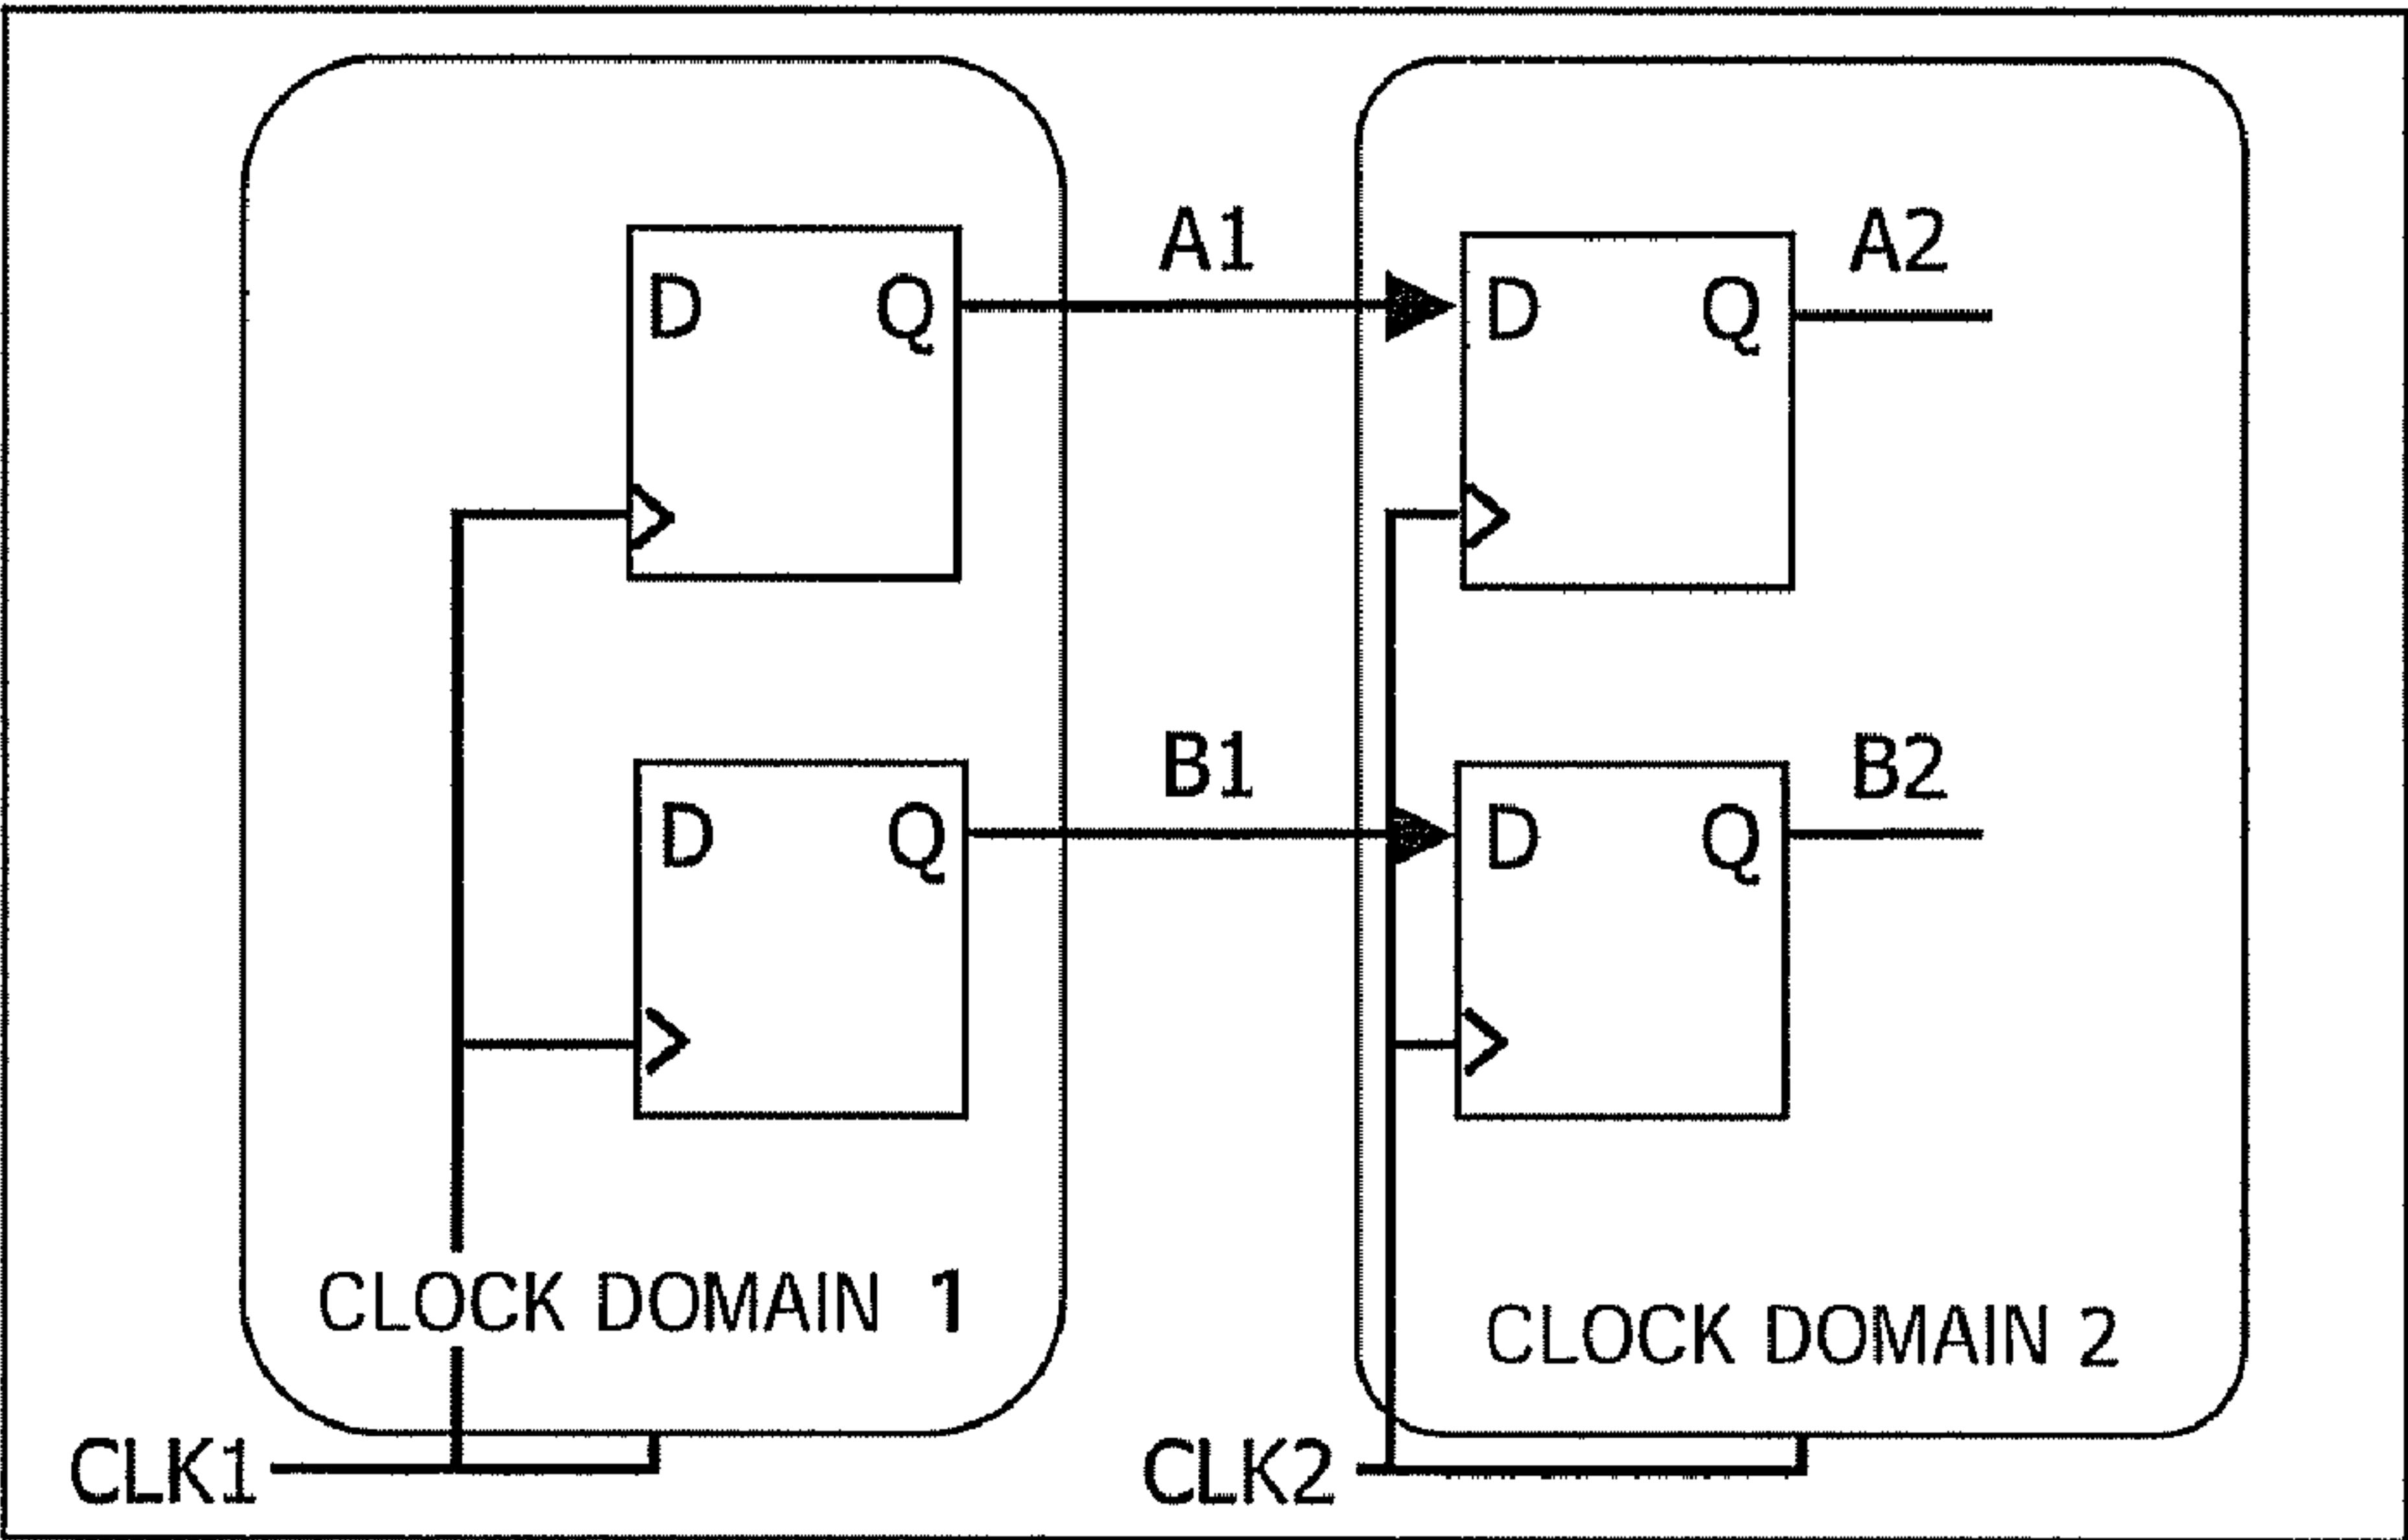 A1
A2
D Q
D Q
B1
B2
D Q
D Q
CLOCK DOMAIN 1
CLOCK DOMAIN 2
CLK1
CLK2